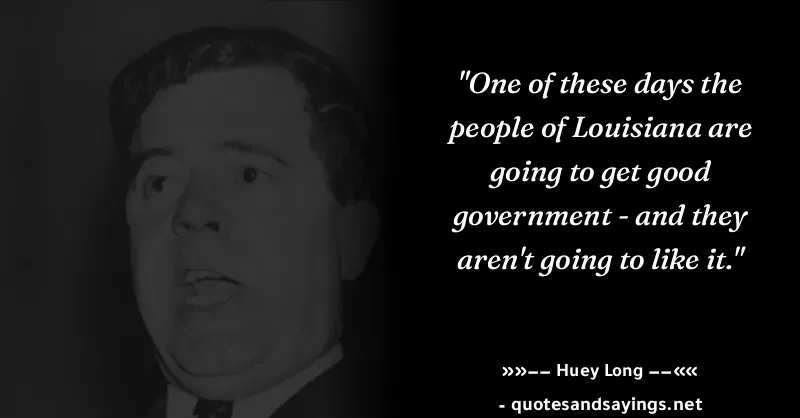 "One of these days the
people of Louisiana are
going to get good
government - and they
aren't going to like it."
»»−− Huey Long −−««
- quotesandsayings.net